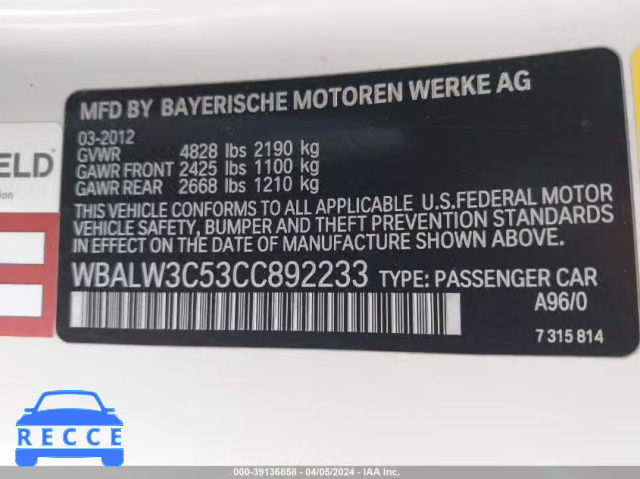 MFD BY BAYERISCHE MOTOREN WERKE AG
03-2012
GVWR 4828 lbs 2190 kg
GAWR FRONT 2425 lbs 1100 kg
GAWR REAR 2668 lbs 1210 kg
THIS VEHICLE CONFORMS TO ALL APPLICABLE U.S.FEDERAL MOTOR
VEHICLE SAFETY, BUMPER, AND THEFT PREVENTION STANDARDS
IN EFFECT ON THE DATE OF MANUFACTURE SHOWN ABOVE.
WBALW3C53CC892233 TYPE: PASSENGER CAR
A96/0
7 315 814
RECCE
000-39136858 - 04/05/2024 - IAA Inc.